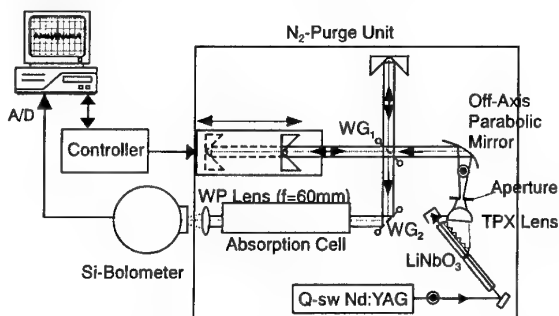 N₂-Purge Unit
Off-Axis
Parabolic
Mirror
A/D
WG₁
Controller
Aperture
WP Lens (f=60mm)
TPX Lens
WG₂
Absorption Cell
LiNbO₃
Si-Bolometer
Q-sw Nd:YAG